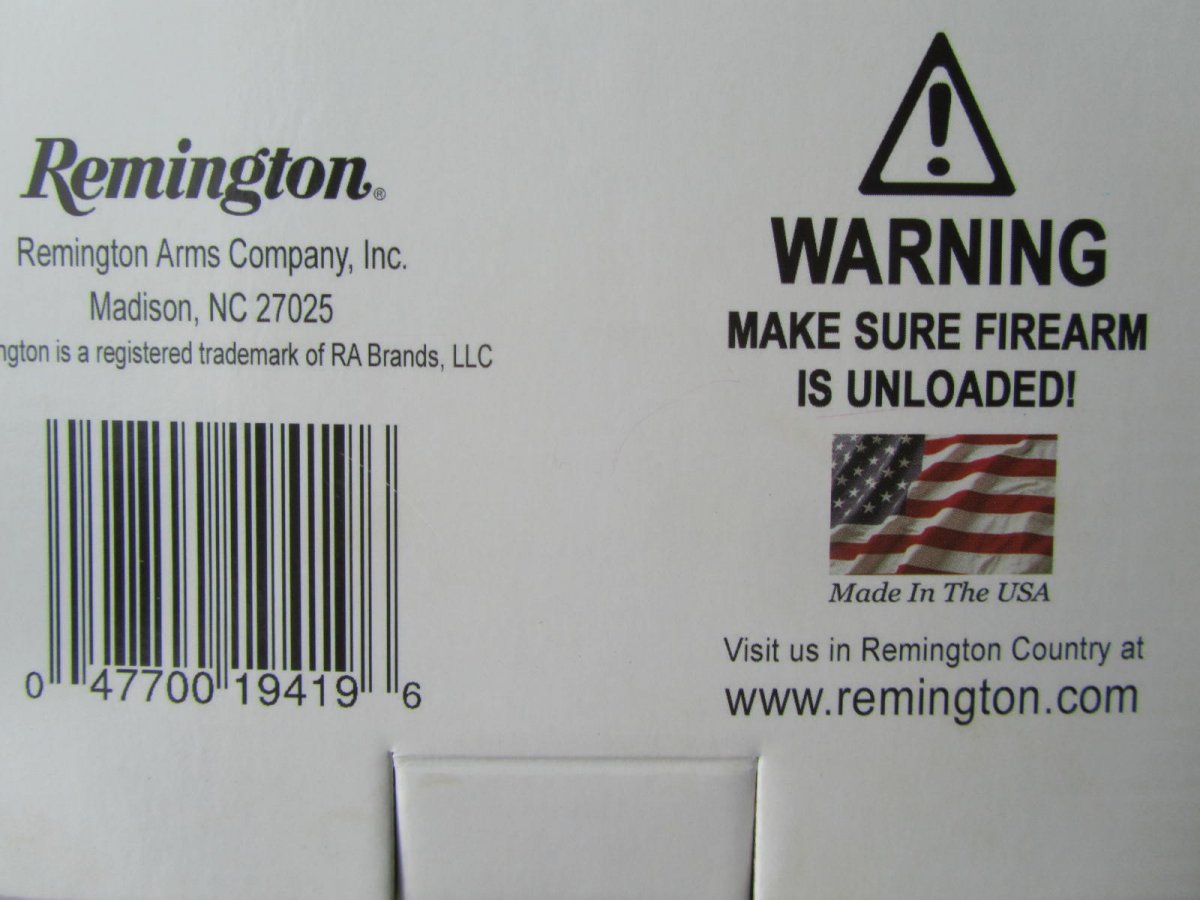 Remington®
Remington Arms Company, Inc.
Madison, NC 27025
is a registered trademark of RA Brands, LLC
0 47700 19419 6
WARNING
MAKE SURE FIREARM
IS UNLOADED!
Made In The USA
Visit us in Remington Country at
www.remington.com